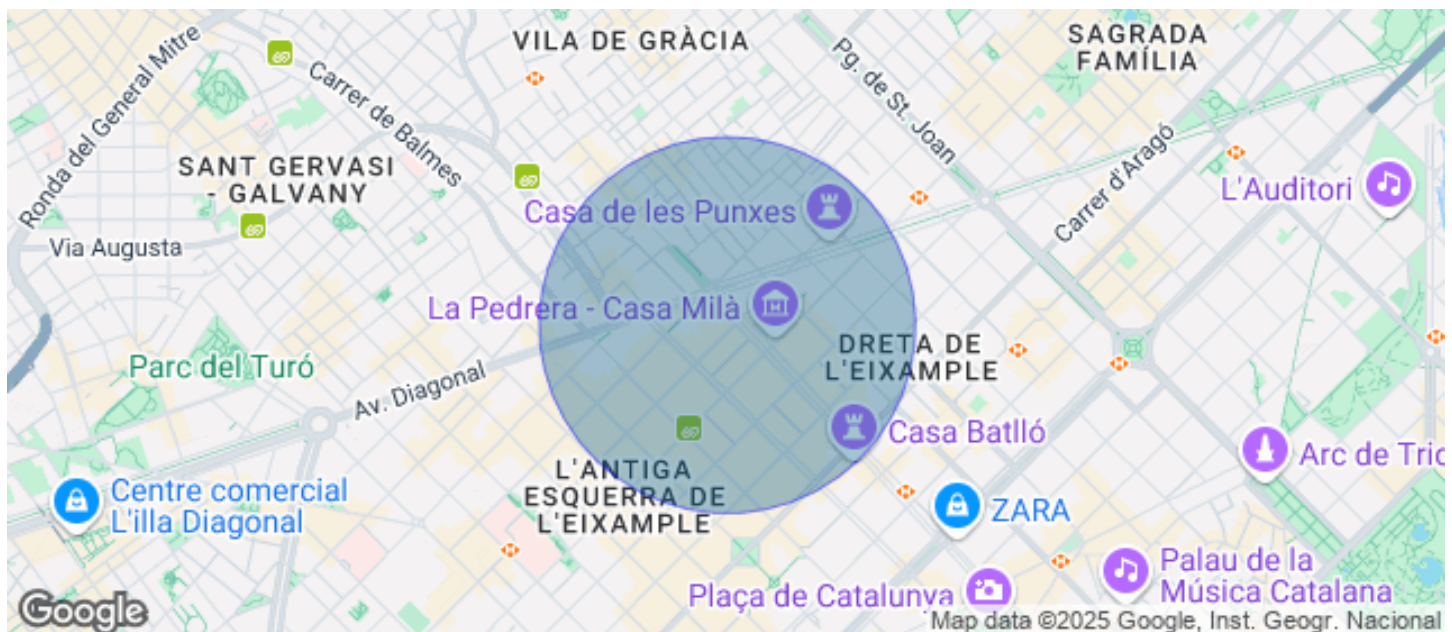 VILA DE GRÀCIA
SAGRADA
FAMÍLIA
Ronda del General Mitre
Carrer de Balmes
Pg. de St. Joan
Carrer d'Aragó
SANT GERVASI
- GALVANY
L'Auditori
Casa de les Punxes
Via Augusta
La Pedrera - Casa Milà
DRETA DE
L'EIXAMPLE
Parc del Turó
Av. Diagonal
Casa Batlló
Arc de Trio
L'ANTIGA
ESQUERRA DE
L'EIXAMPLE
Centre comercial
L'illa Diagonal
ZARA
Palau de la
Música Catalana
Plaça de Catalunya
Google
Map data ©2025 Google, Inst. Geogr. Nacional